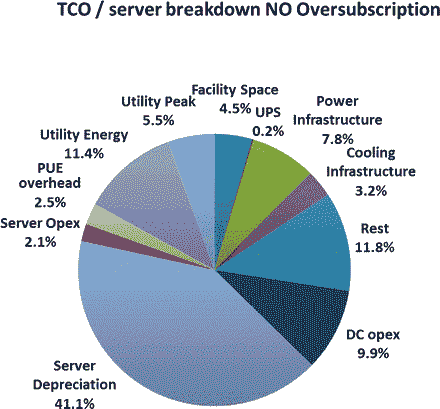 TCO / server breakdown NO Oversubscription
Facility Space
4.5%
UPS
0.2%
Power
Infrastructure
7.8%
Cooling
Infrastructure
3.2%
Rest
11.8%
DC opex
9.9%
Server
Depreciation
41.1%
Server Opex
2.1%
PUE
overhead
2.5%
Utility Energy
11.4%
Utility Peak
5.5%